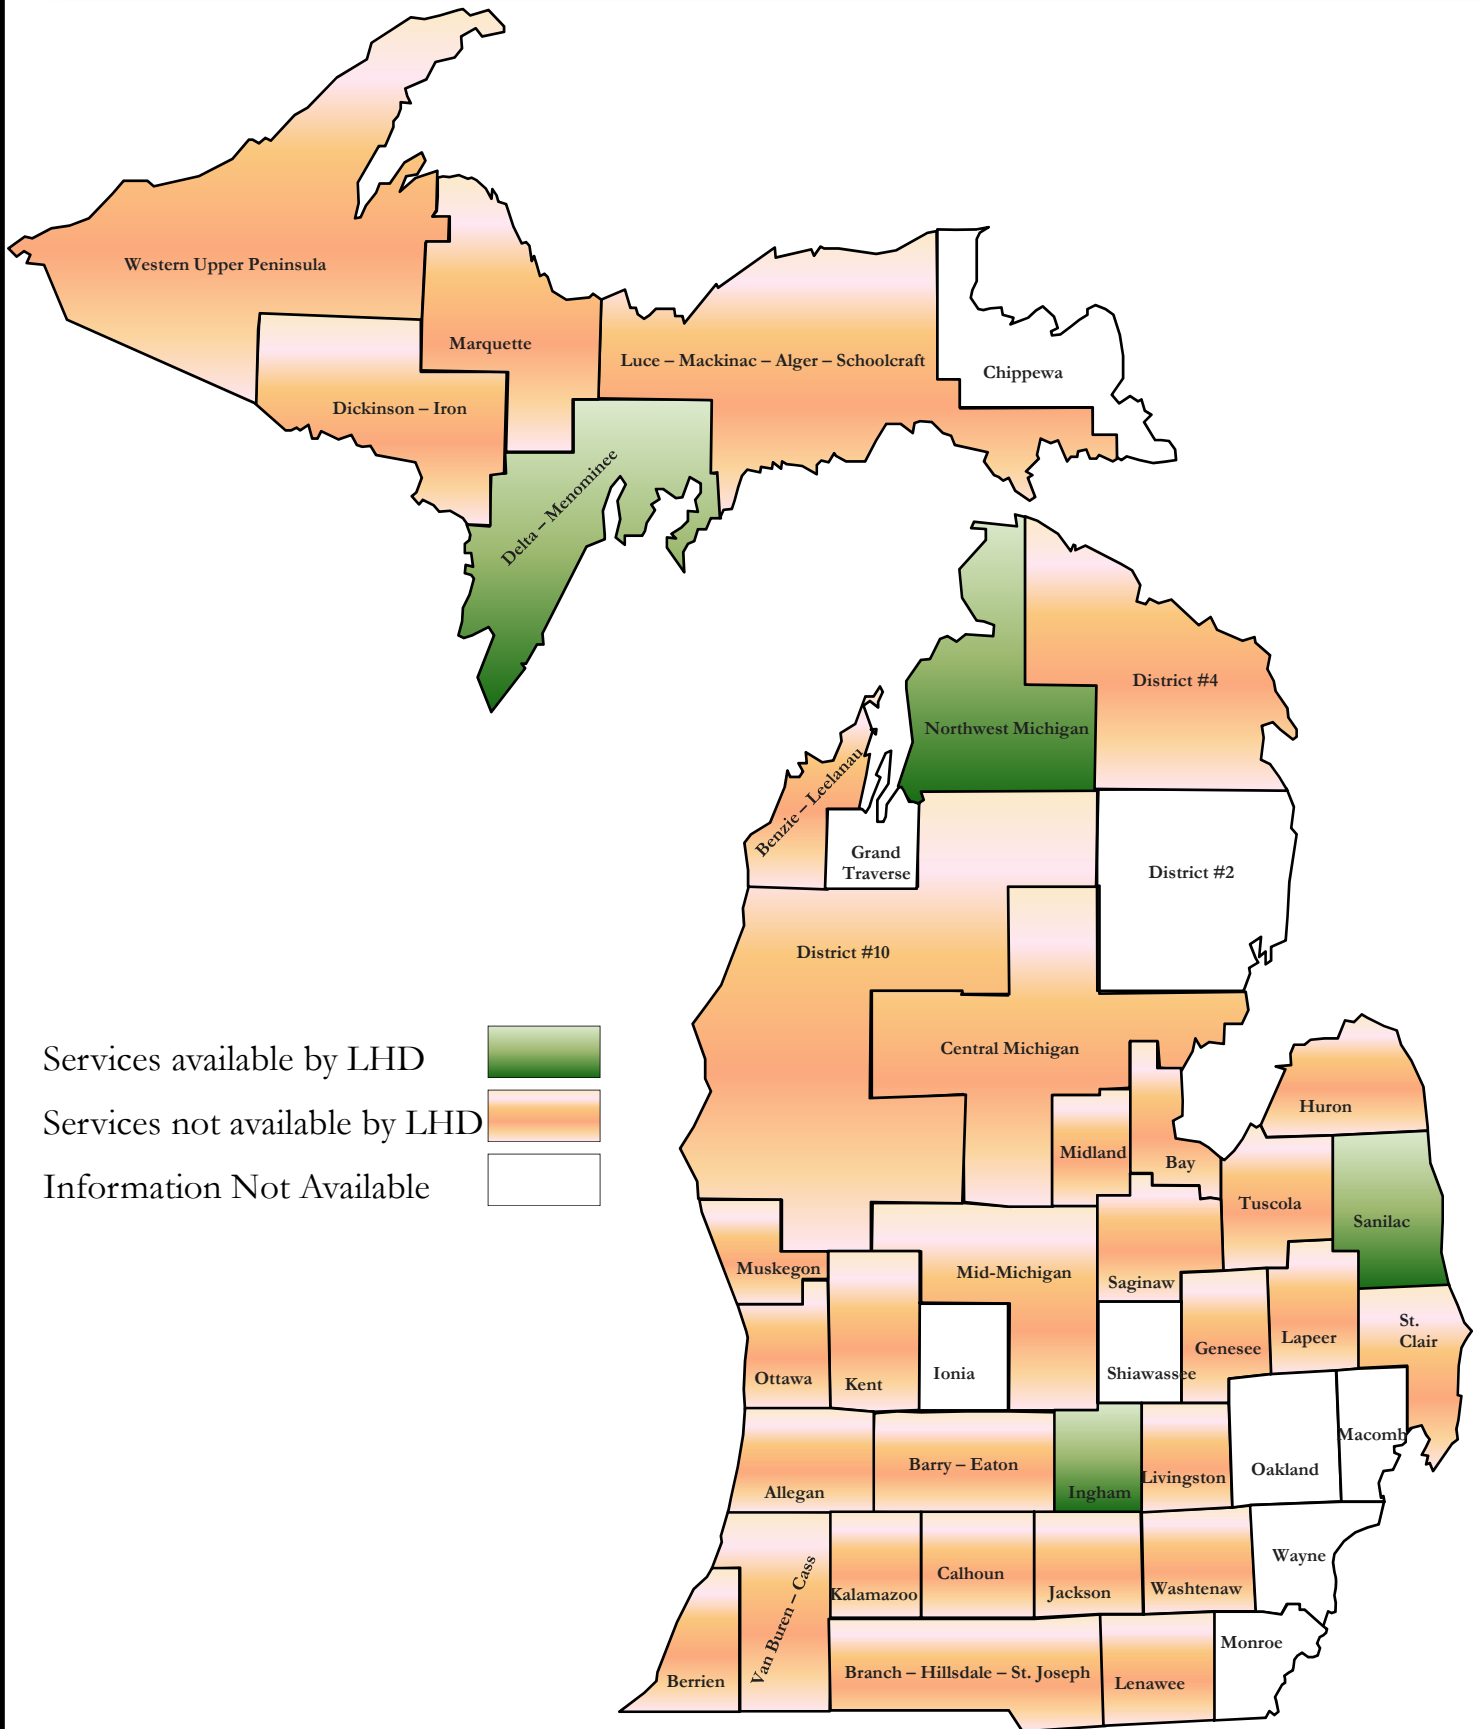 Western Upper Peninsula
Marquette
Luce – Mackinac – Alger – Schoolcraft
Chippewa
Dickinson – Iron
Delta – Menominee
District #4
Northwest Michigan
Benzie – Leelanau
Grand
Traverse
District #2
District #10
Central Michigan
Services available by LHD
Services not available by LHD
Information Not Available
Huron
Midland
Bay
Tuscola
Sanilac
Muskegon
Mid-Michigan
Saginaw
St.
Clair
Lapeer
Genesee
Ottawa
Kent
Ionia
Shiawassee
Macomb
Oakland
Allegan
Barry – Eaton
Ingham
Livingston
Wayne
Van Buren – Cass
Kalamazoo
Calhoun
Jackson
Washtenaw
Monroe
Berrien
Branch – Hillsdale – St. Joseph
Lenawee